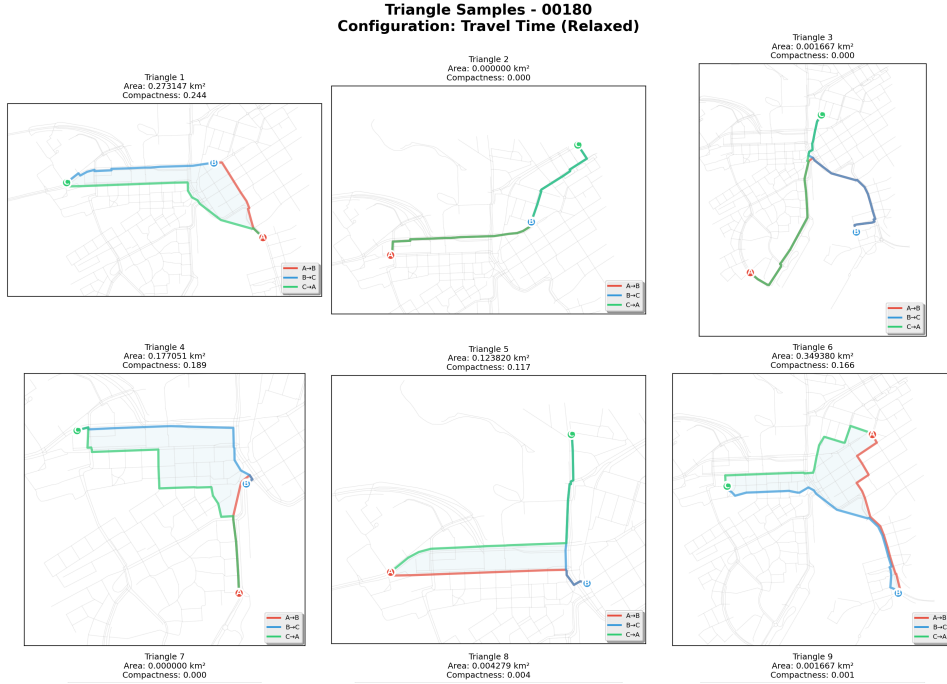 Triangle Samples - 00180
Configuration: Travel Time (Relaxed)
Triangle 1
Area: 0.273147 km²
Compactness: 0.244
C
B
A
A→B
B→C
C→A
Triangle 2
Area: 0.000000 km²
Compactness: 0.000
C
B
A
A→B
B→C
C→A
Triangle 3
Area: 0.001667 km²
Compactness: 0.000
C
B
A
A→B
B→C
C→A
Triangle 4
Area: 0.177051 km²
Compactness: 0.189
C
B
A
A→B
B→C
C→A
Triangle 5
Area: 0.123820 km²
Compactness: 0.117
C
A
B
A→B
B→C
C→A
Triangle 6
Area: 0.349380 km²
Compactness: 0.166
A
C
B
A→B
B→C
C→A
Triangle 7
Area: 0.000000 km²
Compactness: 0.000
Triangle 8
Area: 0.004279 km²
Compactness: 0.004
Triangle 9
Area: 0.001667 km²
Compactness: 0.001